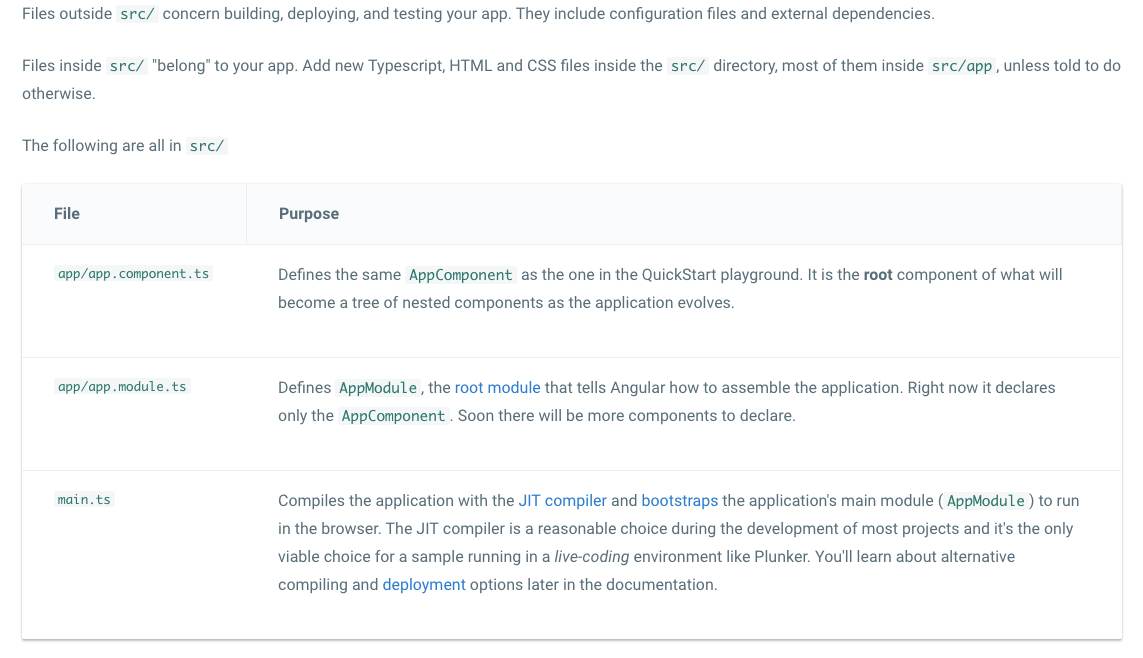 Files outside src/ concern building, deploying, and testing your app. They include configuration files and external dependencies.
Files inside src/ "belong" to your app. Add new Typescript, HTML and CSS files inside the src/ directory, most of them inside src/app, unless told to do
otherwise.
The following are all in src/
File Purpose
app/app.component.ts Defines the same AppComponent as the one in the QuickStart playground. It is the root component of what will
become a tree of nested components as the application evolves.
app/app.module.ts Defines AppModule, the root module that tells Angular how to assemble the application. Right now it declares
only the AppComponent. Soon there will be more components to declare.
main.ts Compiles the application with the JIT compiler and bootstraps the application's main module (AppModule) to run
in the browser. The JIT compiler is a reasonable choice during the development of most projects and it's the only
viable choice for a sample running in a live-coding environment like Plunker. You'll learn about alternative
compiling and deployment options later in the documentation.